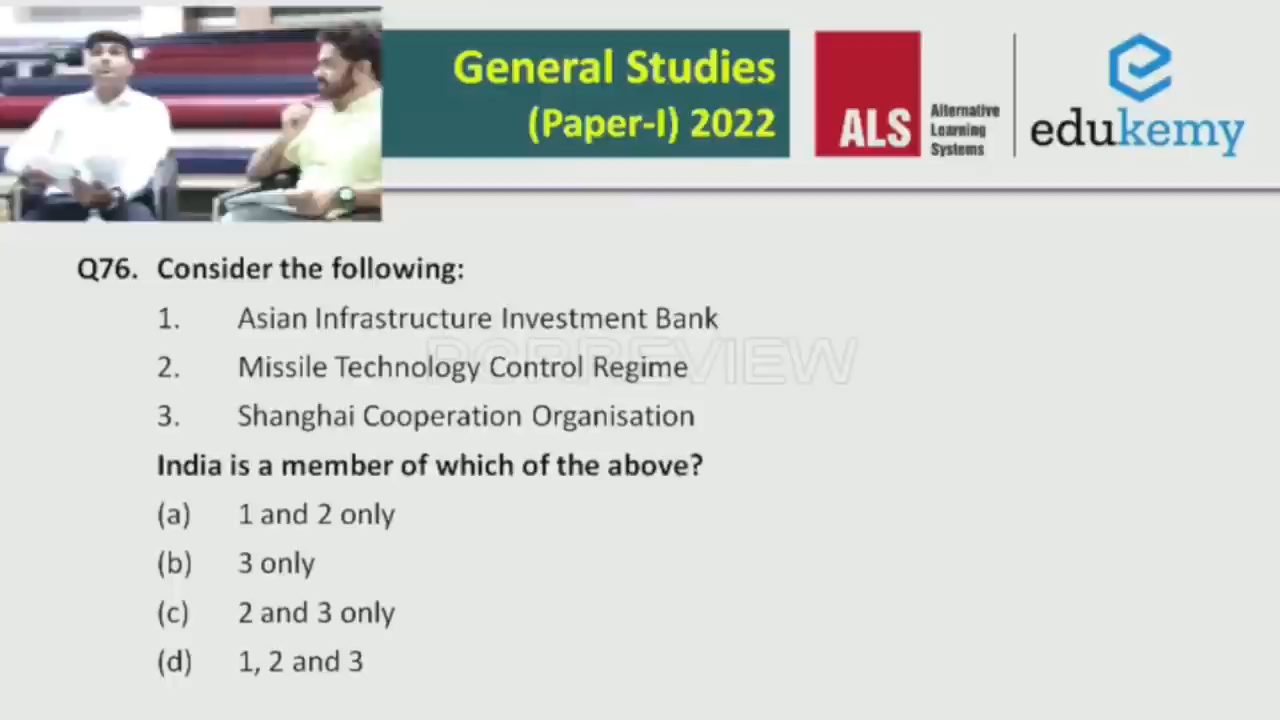 General Studies
(Paper-I) 2022
ALS
Alternative
Learning
Systems
edukemy
Q76. Consider the following:
1. Asian Infrastructure Investment Bank
2. Missile Technology Control Regime
3. Shanghai Cooperation Organisation
India is a member of which of the above?
(a) 1 and 2 only
(b) 3 only
(c) 2 and 3 only
(d) 1, 2 and 3